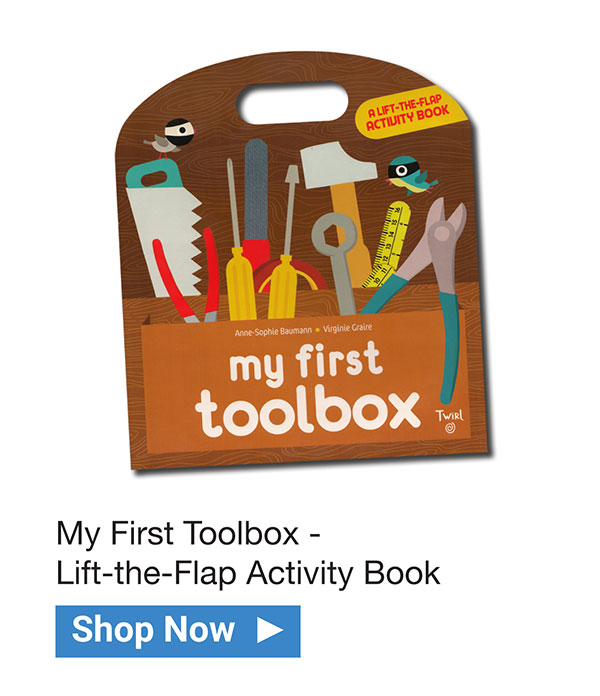 A LIFT-THE-FLAP
ACTIVITY BOOK
Anne-Sophie Baumann • Virginie Graire
my first
toolbox
TWIRL
My First Toolbox -
Lift-the-Flap Activity Book
Shop Now ▶